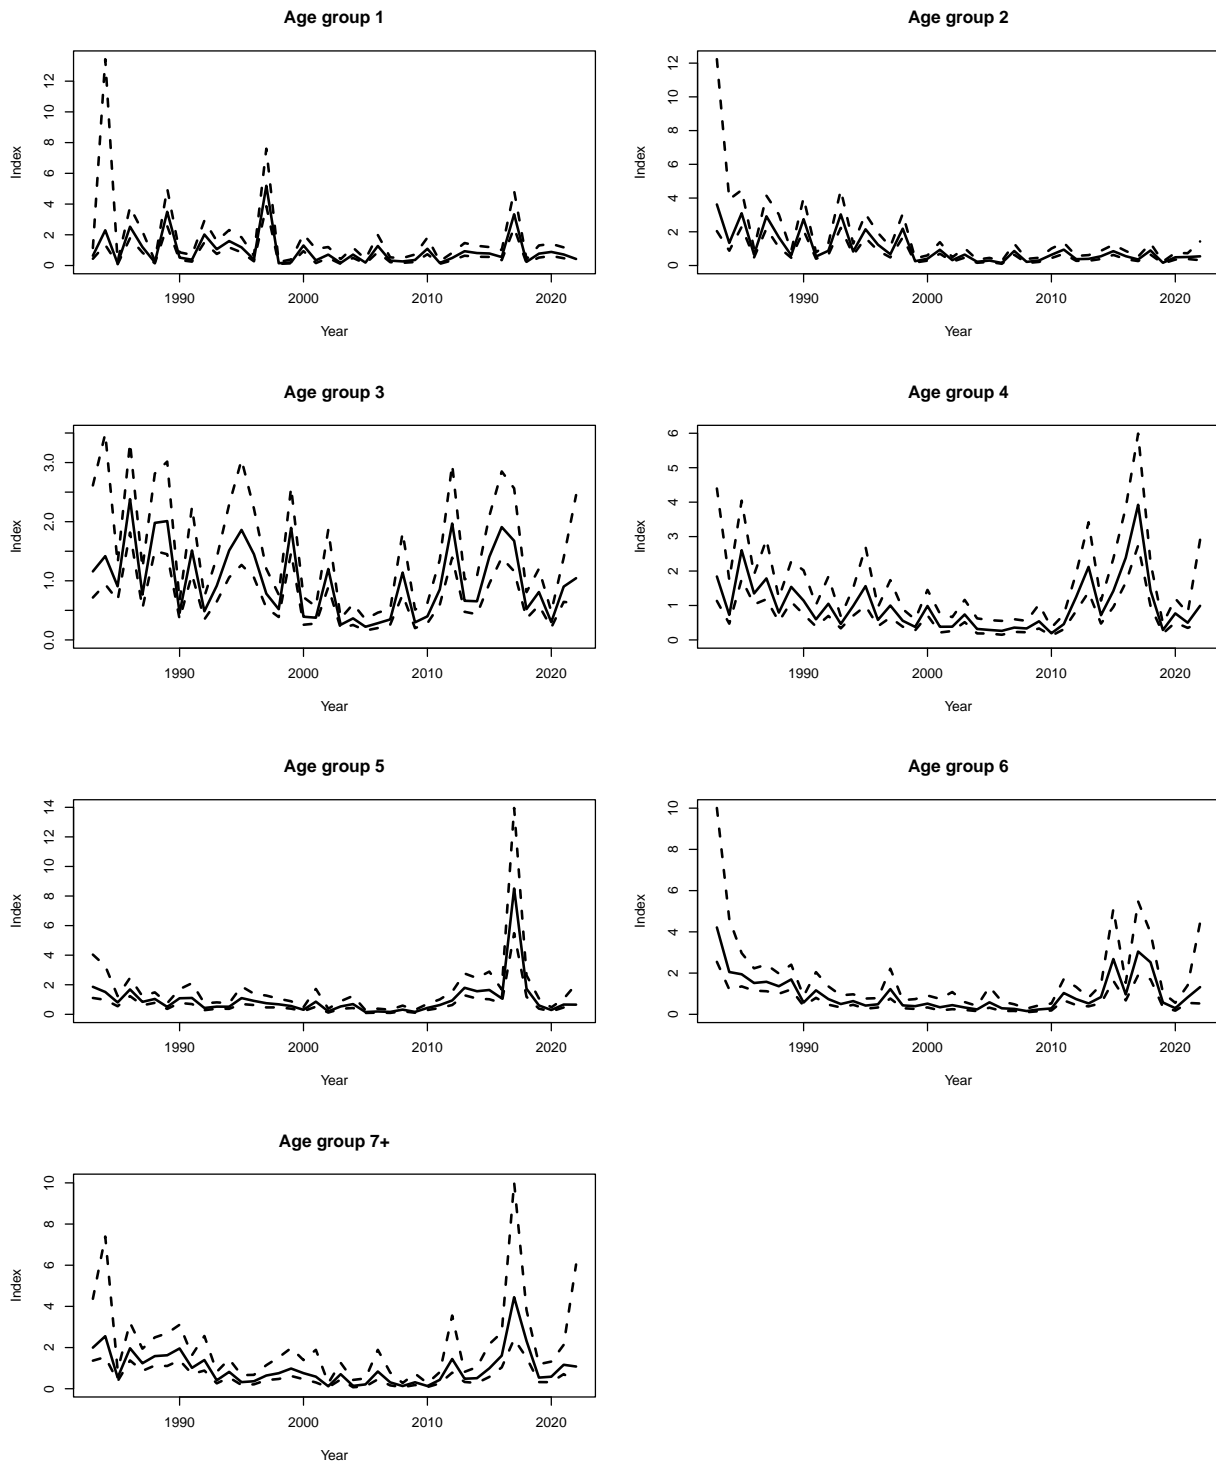 Age group 1
Index
0 2 4 6 8 10 12
1990 2000 2010 2020
Year
Age group 2
Index
0 2 4 6 8 10 12
1990 2000 2010 2020
Year
Age group 3
Index
0.0 1.0 2.0 3.0
1990 2000 2010 2020
Year
Age group 4
Index
0 1 2 3 4 5 6
1990 2000 2010 2020
Year
Age group 5
Index
0 2 4 6 8 10 12 14
1990 2000 2010 2020
Year
Age group 6
Index
0 2 4 6 8 10
1990 2000 2010 2020
Year
Age group 7+
Index
0 2 4 6 8 10
1990 2000 2010 2020
Year